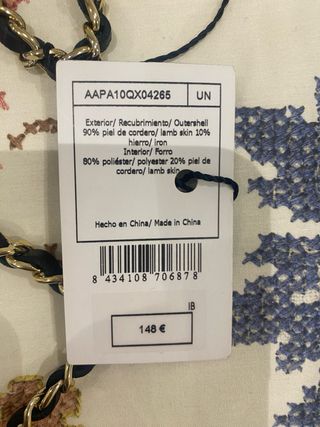 AAPA10QX04265 UN
Exterior/ Recubrimiento/ Outershell
90% piel de cordero/ lamb skin 10%
hierro/ iron
Interior/ Forro
80% poliéster/ polyester 20% piel de
cordero/ lamb skin
Hecho en China/ Made in China
8 434108 706878
IB
148 €